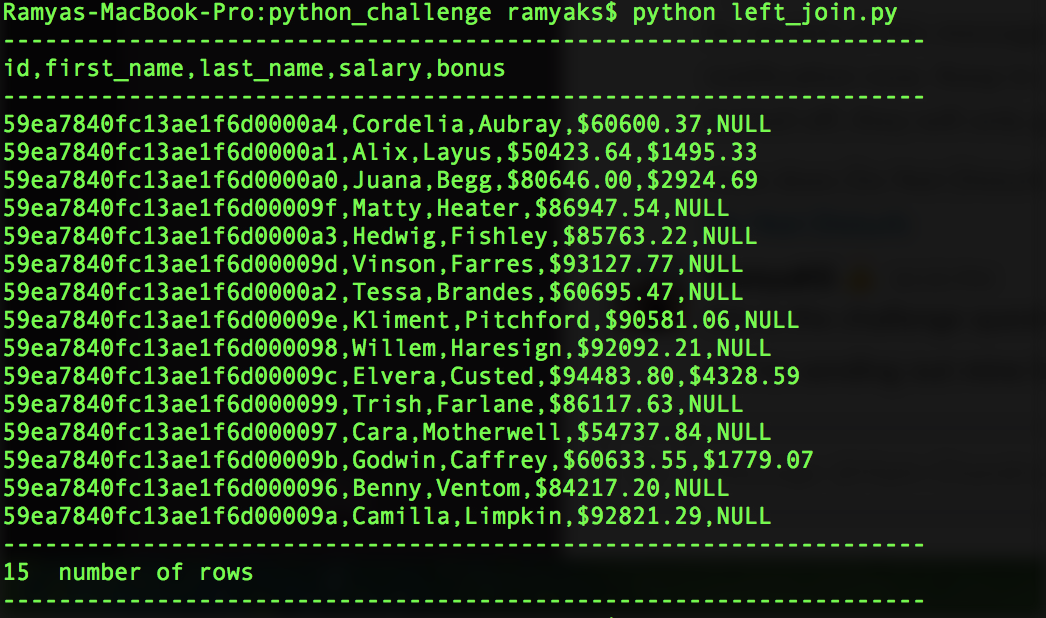 Ramyas-MacBook-Pro:python_challenge ramyaks$ python left_join.py
------------------------------------------------------------------
id,first_name,last_name,salary,bonus
------------------------------------------------------------------
59ea7840fc13ae1f6d0000a4,Cordelia,Aubray,$60600.37,NULL
59ea7840fc13ae1f6d0000a1,Alix,Layus,$50423.64,$1495.33
59ea7840fc13ae1f6d0000a0,Juana,Begg,$80646.00,$2924.69
59ea7840fc13ae1f6d00009f,Matty,Heater,$86947.54,NULL
59ea7840fc13ae1f6d0000a3,Hedwig,Fishley,$85763.22,NULL
59ea7840fc13ae1f6d00009d,Vinson,Farres,$93127.77,NULL
59ea7840fc13ae1f6d0000a2,Tessa,Brandes,$60695.47,NULL
59ea7840fc13ae1f6d00009e,Kliment,Pitchford,$90581.06,NULL
59ea7840fc13ae1f6d000098,Willem,Haresign,$92092.21,NULL
59ea7840fc13ae1f6d00009c,Elvera,Custed,$94483.80,$4328.59
59ea7840fc13ae1f6d000099,Trish,Farlane,$86117.63,NULL
59ea7840fc13ae1f6d000097,Cara,Motherwell,$54737.84,NULL
59ea7840fc13ae1f6d00009b,Godwin,Caffrey,$60633.55,$1779.07
59ea7840fc13ae1f6d000096,Benny,Ventom,$84217.20,NULL
59ea7840fc13ae1f6d00009a,Camilla,Limpkin,$92821.29,NULL
------------------------------------------------------------------
15  number of rows
------------------------------------------------------------------